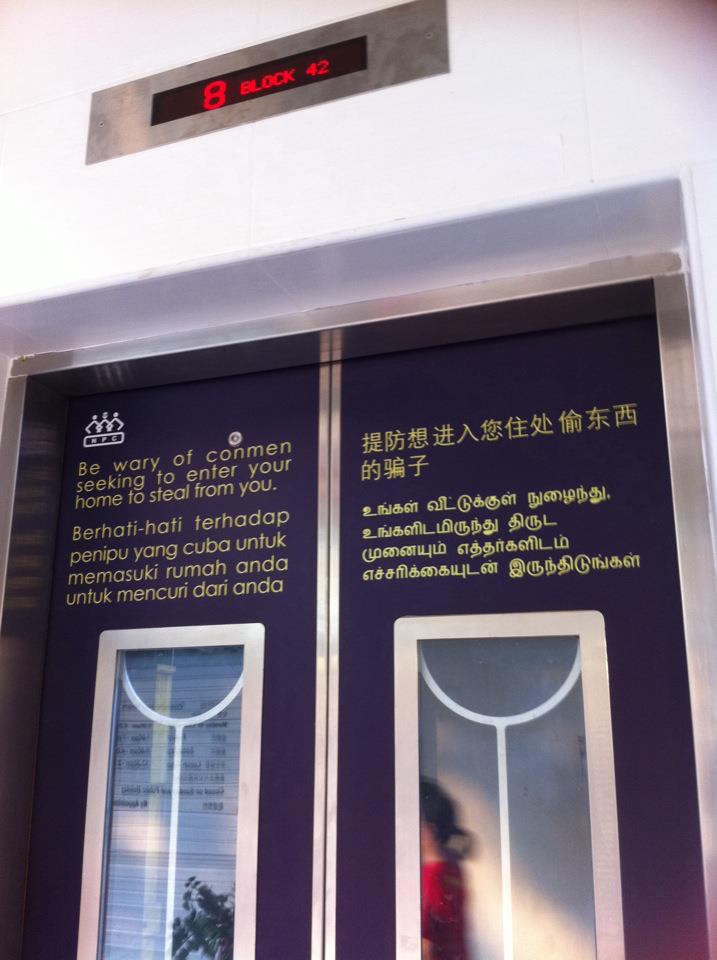 8 BLOCK 42
NPC
Be wary of conmen
seeking to enter your
home to steal from you.
Berhati-hati terhadap
penipu yang cuba untuk
memasuki rumah anda
untuk mencuri dari anda
提防想进入您住处偷东西
的骗子
உங்கள் வீட்டுக்குள் நுழைந்து,
உங்களிடமிருந்து திருட
முனையும் எத்தர்களிடம்
எச்சரிக்கையுடன் இருந்திடுங்கள்